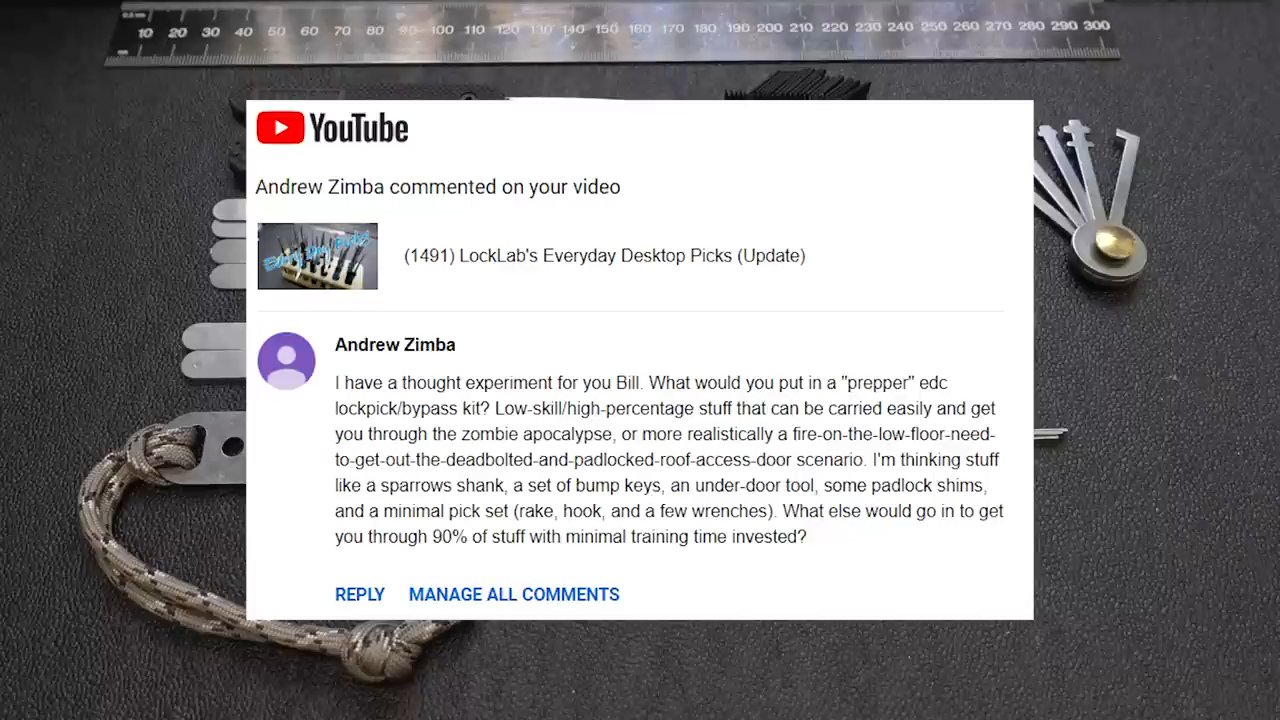 0.5mm
10 20 30 40 50 60 70 80 90 100 110 120 130 140 150 160 170 180 190 200 210 220 230 240 250 260 270 280 290 300
mm
YouTube
Andrew Zimba commented on your video
Every Day Picks
(1491) LockLab's Everyday Desktop Picks (Update)
Andrew Zimba
I have a thought experiment for you Bill. What would you put in a "prepper" edc
lockpick/bypass kit? Low-skill/high-percentage stuff that can be carried easily and get
you through the zombie apocalypse, or more realistically a fire-on-the-low-floor-need-
to-get-out-the-deadbolted-and-padlocked-roof-access-door scenario. I'm thinking stuff
like a sparrows shank, a set of bump keys, an under-door tool, some padlock shims,
and a minimal pick set (rake, hook, and a few wrenches). What else would go in to get
you through 90% of stuff with minimal training time invested?
REPLY MANAGE ALL COMMENTS